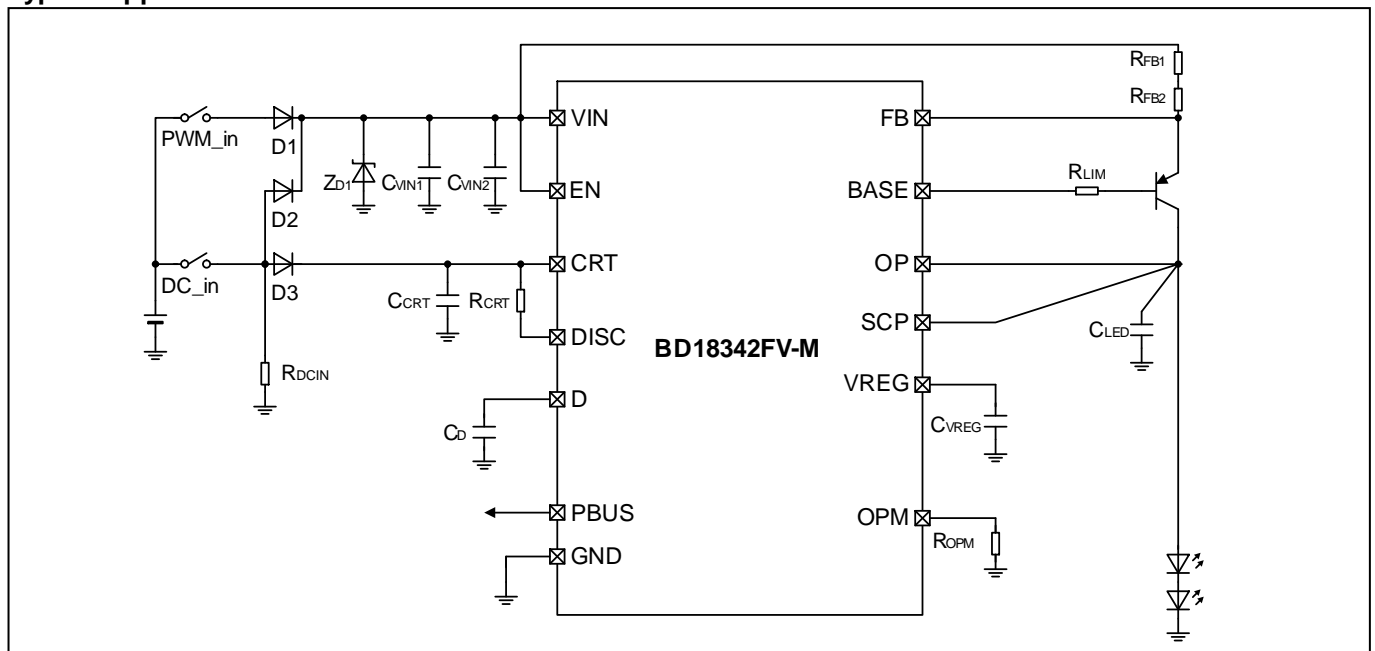 RFB1
RFB2
VIN
FB
PWM_in
D1
ZD1
CVIN1
CVIN2
EN
BASE
RLIM
D2
CRT
OP
DC_in
D3
CCRT
RCRT
SCP
CLED
DISC
BD18342FV-M
RDCIN
VREG
D
CVREG
CD
PBUS
OPM
ROPM
GND